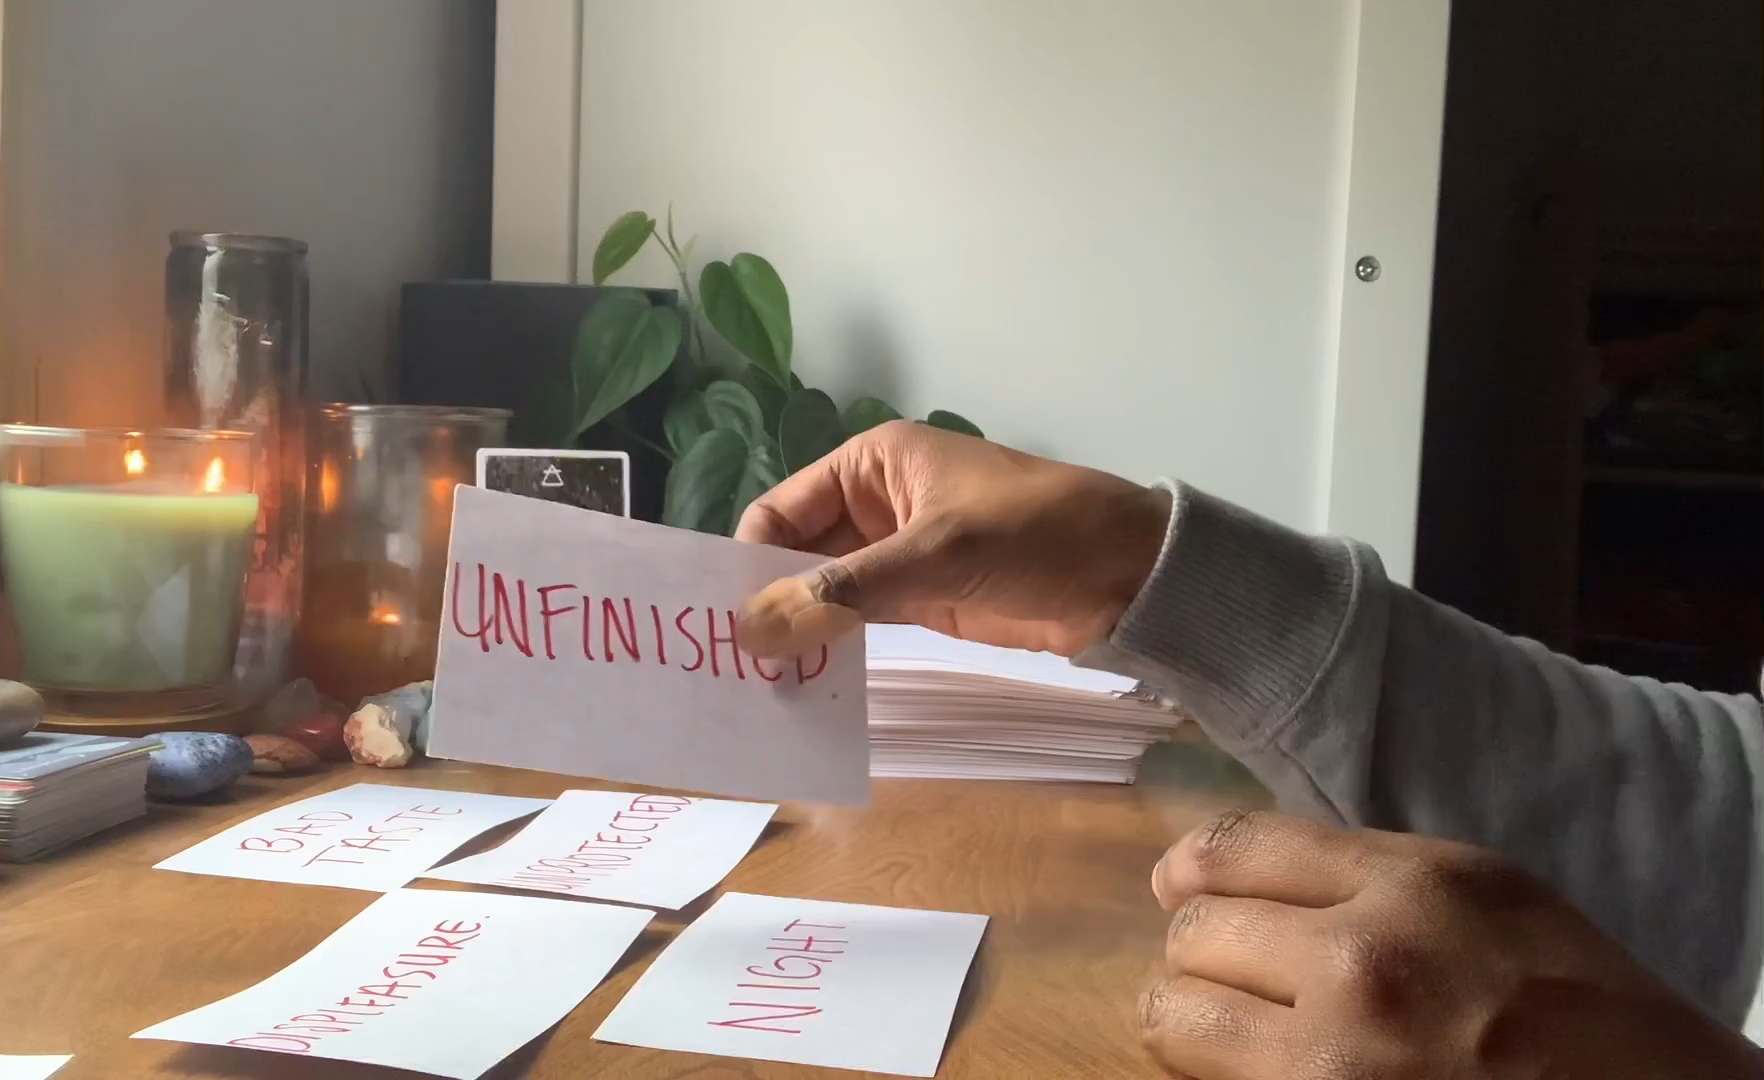 UNFINISHED
BAD
TASTE
UNPROTECTED
DISPLEASURE.
NIGHT